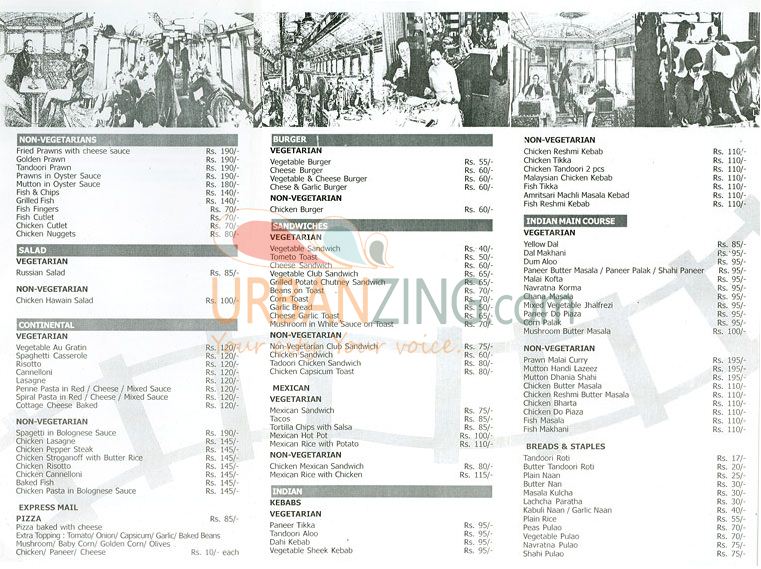 NON-VEGETARIANS
Fried Prawns with cheese sauce Rs. 190/-
Golden Prawn Rs. 190/-
Tandoori Prawn Rs. 190/-
Prawns in Oyster Sauce Rs. 190/-
Mutton in Oyster Sauce Rs. 180/-
Fish & Chips Rs. 140/-
Grilled Fish Rs. 140/-
Fish Fingers Rs. 70/-
Fish Cutlet Rs. 70/-
Chicken Cutlet Rs. 70/-
Chicken Nuggets Rs. 80/-
SALAD
VEGETARIAN
Russian Salad Rs. 85/-
NON-VEGETARIAN
Chicken Hawain Salad Rs. 100/-
CONTINENTAL
VEGETARIAN
Vegetable Au Gratin Rs. 120/-
Spaghetti Casserole Rs. 120/-
Risotto Rs. 120/-
Cannelloni Rs. 120/-
Lasagne Rs. 120/-
Penne Pasta in Red / Cheese / Mixed Sauce Rs. 120/-
Spiral Pasta in Red / Cheese / Mixed Sauce Rs. 120/-
Cottage Cheese Baked Rs. 120/-
NON-VEGETARIAN
Spagetti in Bolognese Sauce Rs. 190/-
Chicken Lasagne Rs. 145/-
Chicken Pepper Steak Rs. 145/-
Chicken Stroganoff with Butter Rice Rs. 145/-
Chicken Risotto Rs. 145/-
Chicken Cannelloni Rs. 145/-
Baked Fish Rs. 145/-
Chicken Pasta in Bolognese Sauce Rs. 145/-
EXPRESS MAIL
PIZZA Rs. 85/-
Pizza baked with cheese
Extra Topping : Tomato/ Onion/ Capsicum/ Garlic/ Baked Beans
Mushroom/ Baby Corn/ Golden Corn/ Olives
Chicken/ Paneer/ Cheese Rs. 10/- each
BURGER
VEGETARIAN
Vegetable Burger Rs. 55/-
Cheese Burger Rs. 60/-
Vegetable & Cheese Burger Rs. 60/-
Chese & Garlic Burger Rs. 60/-
NON-VEGETARIAN
Chicken Burger Rs. 60/-
SANDWICHES
VEGETARIAN
Vegetable Sandwich Rs. 40/-
Tometo Toast Rs. 50/-
Cheese Sandwich Rs. 60/-
Vegetable Club Sandwich Rs. 65/-
Grilled Potato Chutney Sandwich Rs. 65/-
Beans on Toast Rs. 70/-
Corn Toast Rs. 70/-
Garlic Bread Rs. 50/-
Cheese Garlic Toast Rs. 65/-
Mushroom in White Sauce on Toast Rs. 70/-
NON-VEGETARIAN
Non-Vegetarian Club Sandwich Rs. 75/-
Chicken Sandwich Rs. 60/-
Tadoori Chicken Sandwich Rs. 80/-
Chicken Capsicum Toast Rs. 80/-
MEXICAN
VEGETARIAN
Mexican Sandwich Rs. 75/-
Tacos Rs. 85/-
Tortilla Chips with Salsa Rs. 85/-
Mexican Hot Pot Rs. 100/-
Mexican Rice with Potato Rs. 110/-
NON-VEGETARIAN
Chicken Mexican Sandwich Rs. 80/-
Mexican Rice with Chicken Rs. 115/-
INDIAN
KEBABS
VEGETARIAN
Paneer Tikka Rs. 95/-
Tandoori Aloo Rs. 95/-
Dahi Kebab Rs. 95/-
Vegetable Sheek Kebab Rs. 95/-
NON-VEGETARIAN
Chicken Reshmi Kebab Rs. 110/-
Chicken Tikka Rs. 110/-
Chicken Tandoori 2 pcs Rs. 110/-
Malaysian Chicken Kebab Rs. 110/-
Fish Tikka Rs. 110/-
Amritsari Machli Masala Kebad Rs. 110/-
Fish Reshmi Kebab Rs. 110/-
INDIAN MAIN COURSE
VEGETARIAN
Yellow Dal Rs. 85/-
Dal Makhani Rs. 95/-
Dum Aloo Rs. 95/-
Paneer Butter Masala / Paneer Palak / Shahi Paneer Rs. 95/-
Malai Kofta Rs. 95/-
Navratna Korma Rs. 95/-
Rs. 95/-
Mixed Vegetable Jhalfrezi Rs. 95/-
Paneer Do Piaza Rs. 95/-
Corn Palak Rs. 95/-
Mushroom Butter Masala Rs. 100/-
NON-VEGETARIAN
Prawn Malai Curry Rs. 195/-
Mutton Handi Lazeez Rs. 195/-
Mutton Dhania Shahi Rs. 195/-
Chicken Butter Masala Rs. 110/-
Chicken Reshmi Butter Masala Rs. 110/-
Chicken Bharta Rs. 110/-
Chicken Do Piaza Rs. 110/-
Fish Masala Rs. 110/-
Fish Makhani Rs. 110/-
BREADS & STAPLES
Tandoori Roti Rs. 17/-
Butter Tandoori Roti Rs. 20/-
Plain Naan Rs. 25/-
Butter Nan Rs. 30/-
Masala Kulcha Rs. 30/-
Lachcha Paratha Rs. 30/-
Kabuli Naan / Garlic Naan Rs. 40/-
Plain Rice Rs. 55/-
Peas Pulao Rs. 70/-
Vegetable Pulao Rs. 70/-
Navratna Pulao Rs. 75/-
Shahi Pulao Rs. 75/-
URBANZING.com
Your voice.